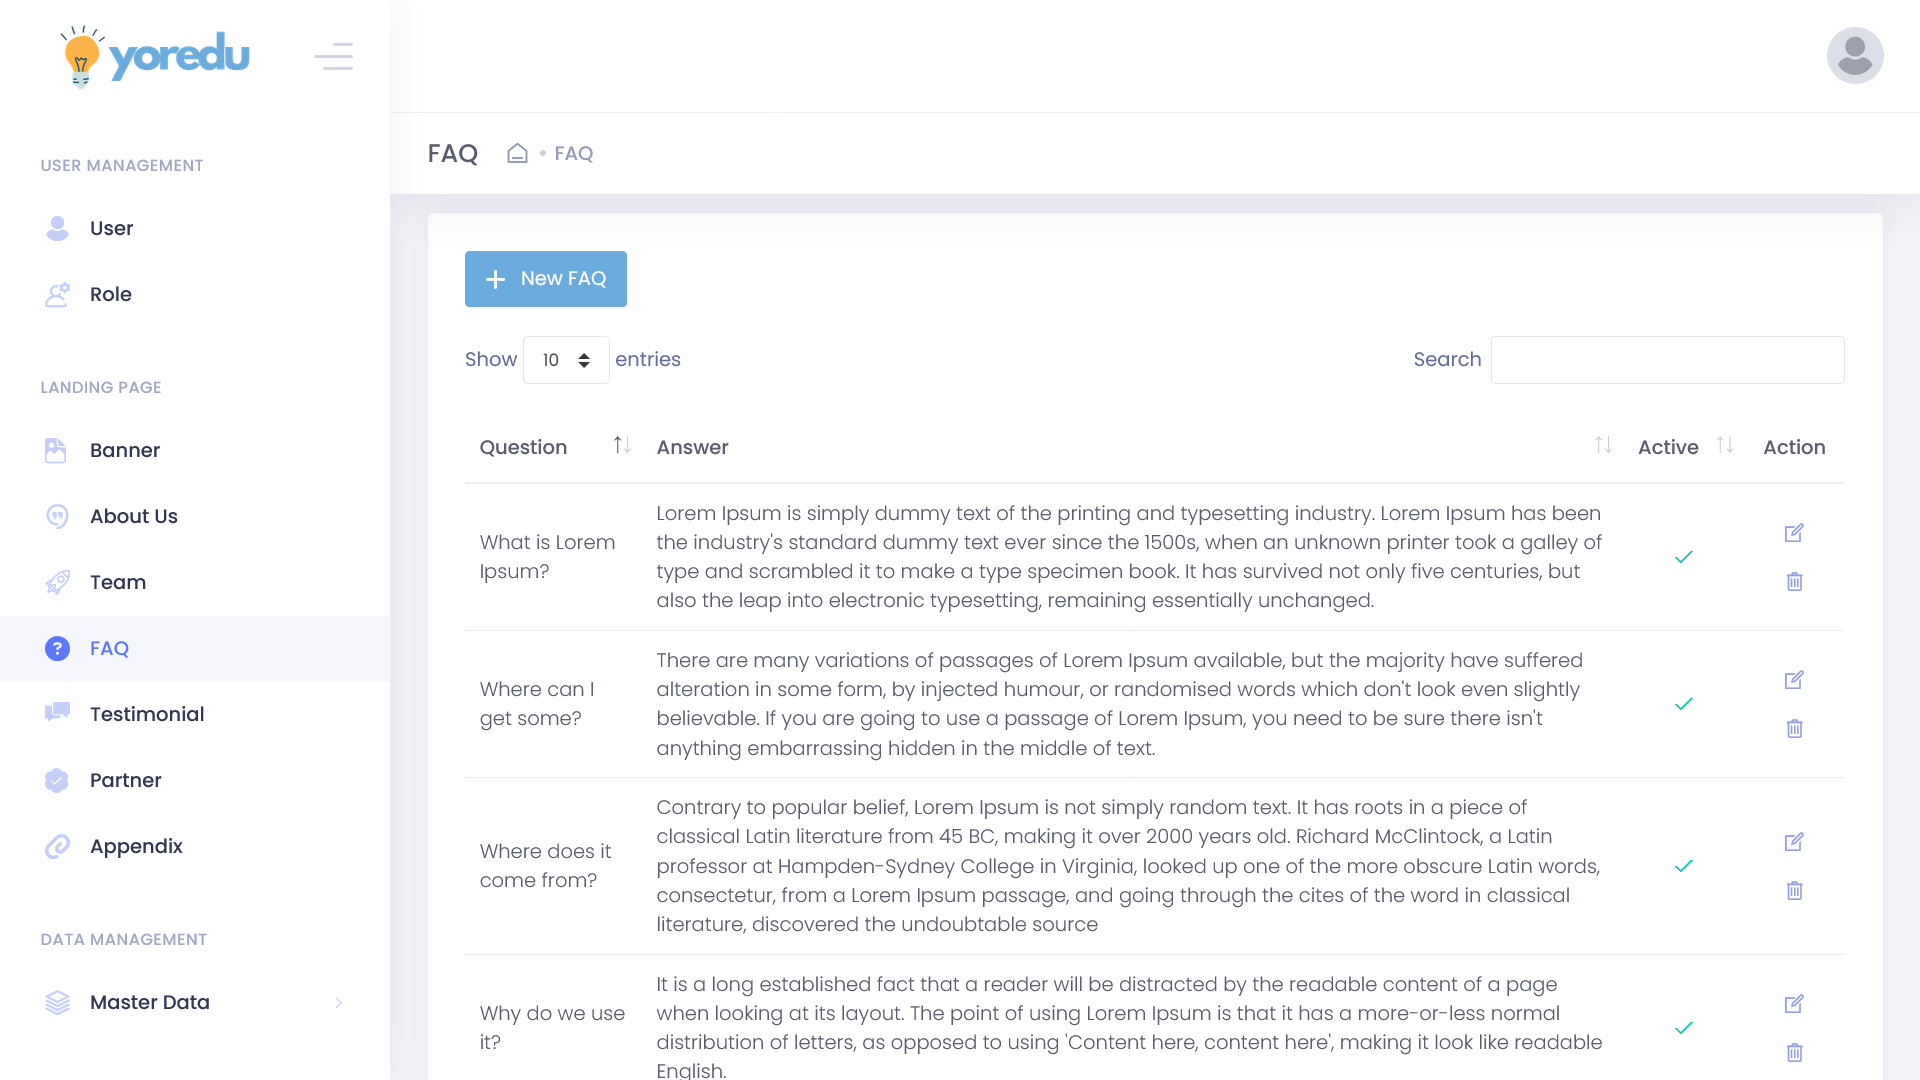 yoredu
USER MANAGEMENT
User
Role
LANDING PAGE
Banner
About Us
Team
FAQ
Testimonial
Partner
Appendix
DATA MANAGEMENT
Master Data
FAQ
FAQ
New FAQ
Show 10 entries
Search
Question Answer Active Action
What is Lorem
Ipsum?
Lorem Ipsum is simply dummy text of the printing and typesetting industry. Lorem Ipsum has been
the industry's standard dummy text ever since the 1500s, when an unknown printer took a galley of
type and scrambled it to make a type specimen book. It has survived not only five centuries, but
also the leap into electronic typesetting, remaining essentially unchanged.
Where can I
get some?
There are many variations of passages of Lorem Ipsum available, but the majority have suffered
alteration in some form, by injected humour, or randomised words which don't look even slightly
believable. If you are going to use a passage of Lorem Ipsum, you need to be sure there isn't
anything embarrassing hidden in the middle of text.
Where does it
come from?
Contrary to popular belief, Lorem Ipsum is not simply random text. It has roots in a piece of
classical Latin literature from 45 BC, making it over 2000 years old. Richard McClintock, a Latin
professor at Hampden-Sydney College in Virginia, looked up one of the more obscure Latin words,
consectetur, from a Lorem Ipsum passage, and going through the cites of the word in classical
literature, discovered the undoubtable source
Why do we use
it?
It is a long established fact that a reader will be distracted by the readable content of a page
when looking at its layout. The point of using Lorem Ipsum is that it has a more-or-less normal
distribution of letters, as opposed to using 'Content here, content here', making it look like readable
English.